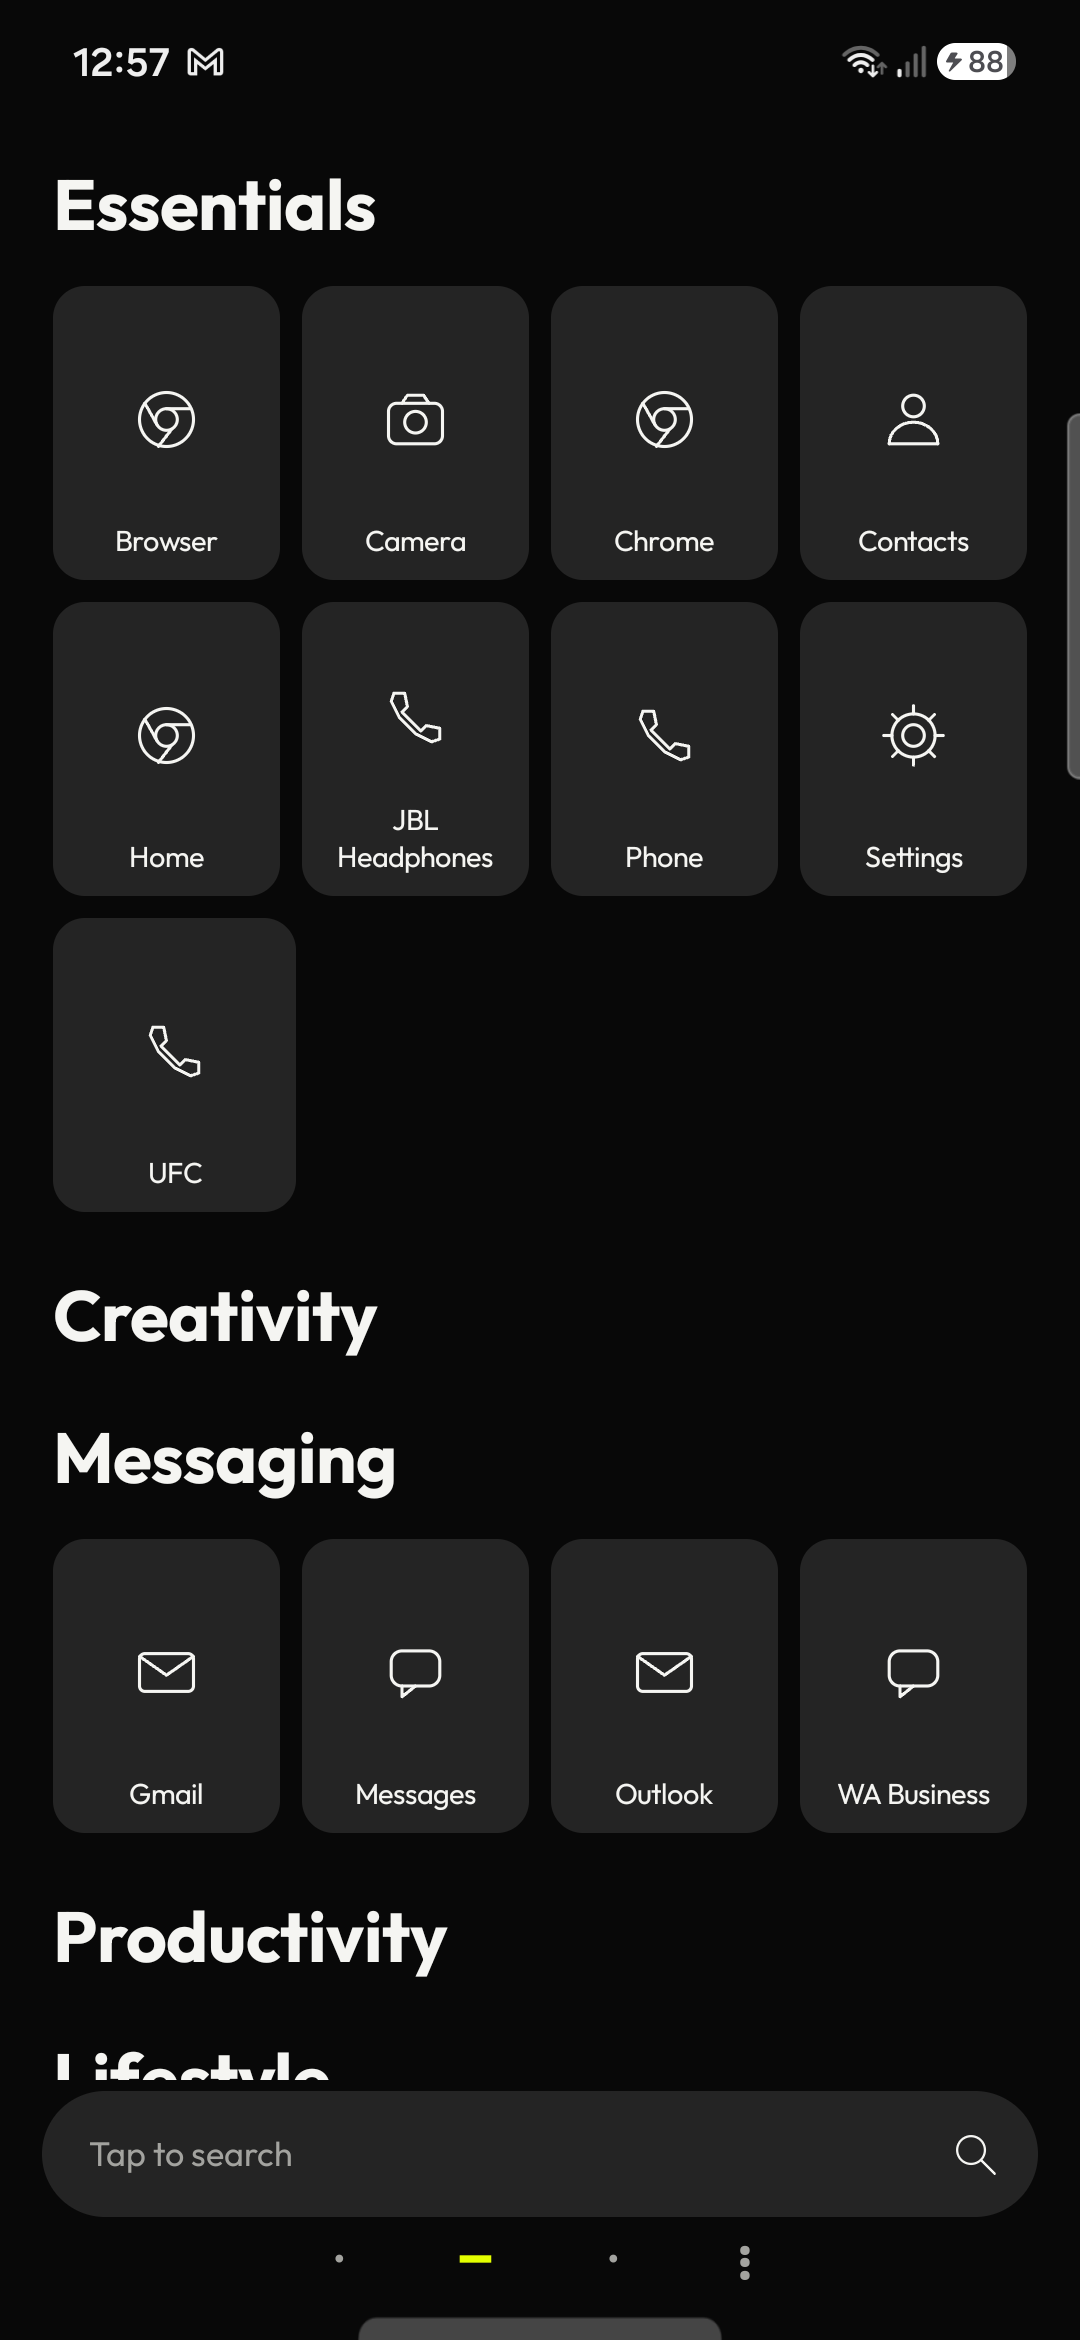 12:57
88
Essentials
Browser
Camera
Chrome
Contacts
Home
JBL
Headphones
Phone
Settings
UFC
Creativity
Messaging
Gmail
Messages
Outlook
WA Business
Productivity
Lifestyle
Tap to search